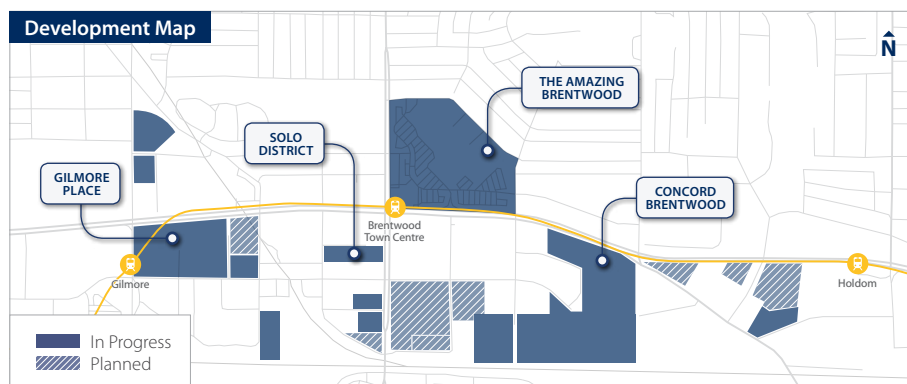 Development Map
N
THE AMAZING
BRENTWOOD
SOLO
DISTRICT
GILMORE
PLACE
CONCORD
BRENTWOOD
Brentwood
Town Centre
Gilmore
Holdom
In Progress
Planned